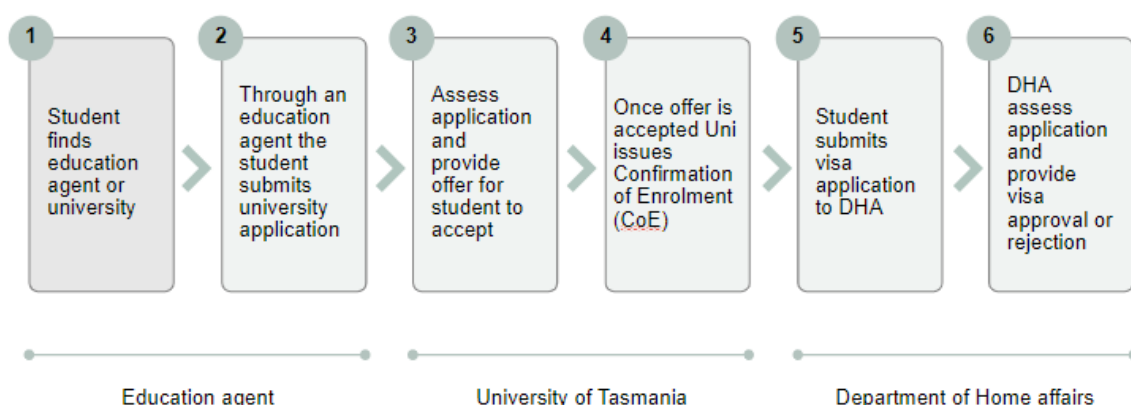 1
Student
finds
education
agent or
university
2
Through an
education
agent the
student
submits
university
application
3
Assess
application
and
provide
offer for
student to
accept
4
Once offer is
accepted Uni
issues
Confirmation
of Enrolment
(CoE)
5
Student
submits
visa
application
to DHA
6
DHA
assess
application
and
provide
visa
approval or
rejection
Education agent
University of Tasmania
Department of Home affairs